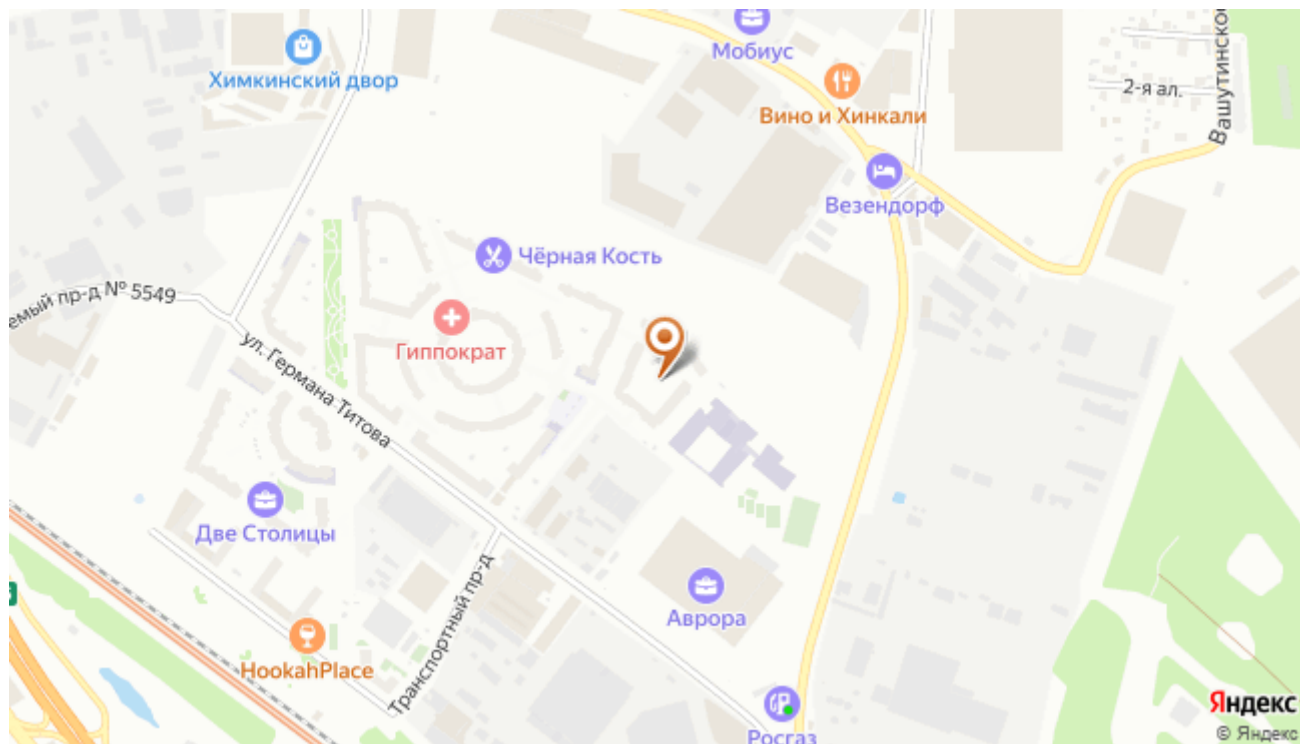 Мобиус
Химкинский двор
2-я ал.
Вашутинское
Вино и Хинкали
Везендорф
Чёрная Кость
емый пр-д № 5549
Гиппократ
ул. Германа Титова
Две Столицы
Транспортный пр-д
Аврора
HookahPlace
Росгаз
Яндекс
© Яндекс